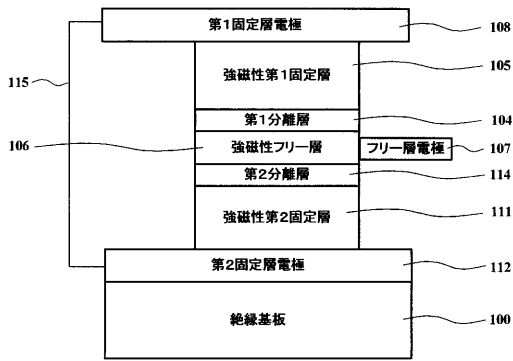 第1固定層電極
108
強磁性第1固定層
105
115
第1分離層
104
106
強磁性フリー層
フリー層電極
107
第2分離層
114
強磁性第2固定層
111
第2固定層電極
112
絶縁基板
100